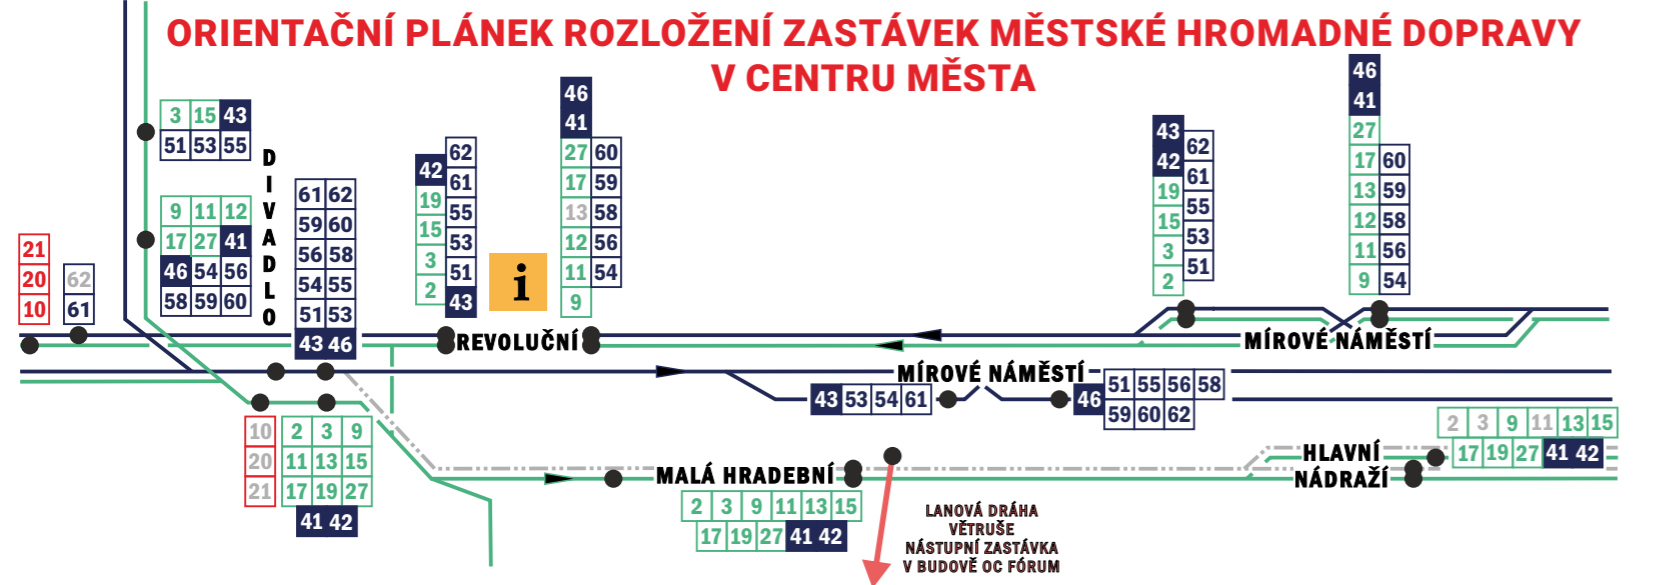 ORIENTAČNÍ PLÁNEK ROZLOŽENÍ ZASTÁVEK MĚSTSKÉ HROMADNÉ DOPRAVY
V CENTRU MĚSTA
3 15 43
51 53 55
9 11 12
17 27 41
46 54 56
58 59 60
DIVADLO
21
20
10
62
61
61 62
59 60
56 58
54 55
51 53
43 46
42
19
15
3
2
62
61
55
53
51
43
i
46
41
27
17
13
12
11
9
60
59
58
56
54
REVOLUČNÍ
43
42
19
15
3
2
62
61
55
53
51
46
41
27
17
13
12
11
9
60
59
58
56
54
MÍROVÉ NÁMĚSTÍ
MÍROVÉ NÁMĚSTÍ
43 53 54 61
46
51 55 56 58
59 60 62
10
20
21
2 3 9
11 13 15
17 19 27
41 42
MALÁ HRADEBNÍ
2 3 9 11 13 15
17 19 27 41 42
LANOVÁ DRÁHA
VĚTRUŠE
NÁSTUPNÍ ZASTÁVKA
V BUDOVĚ OC FÓRUM
HLAVNÍ
NÁDRAŽÍ
2 3 9 11 13 15
17 19 27 41 42